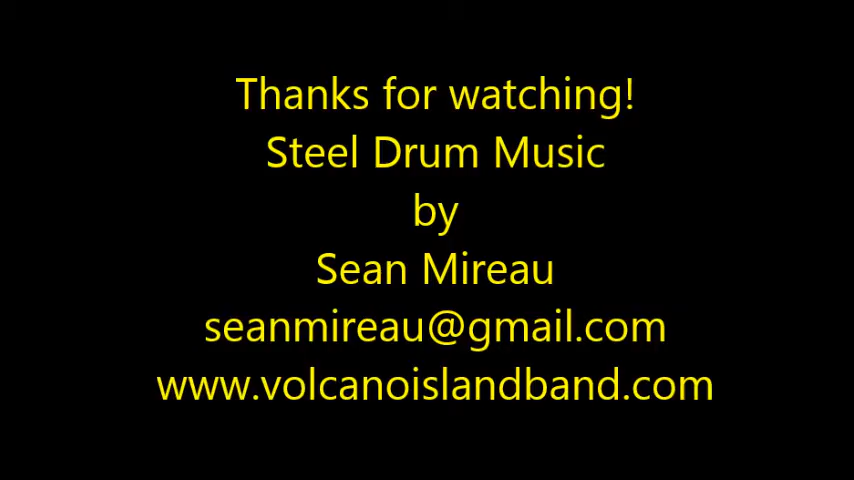 Thanks for watching!
Steel Drum Music
by
Sean Mireau
seanmireau@gmail.com
www.volcanoislandband.com